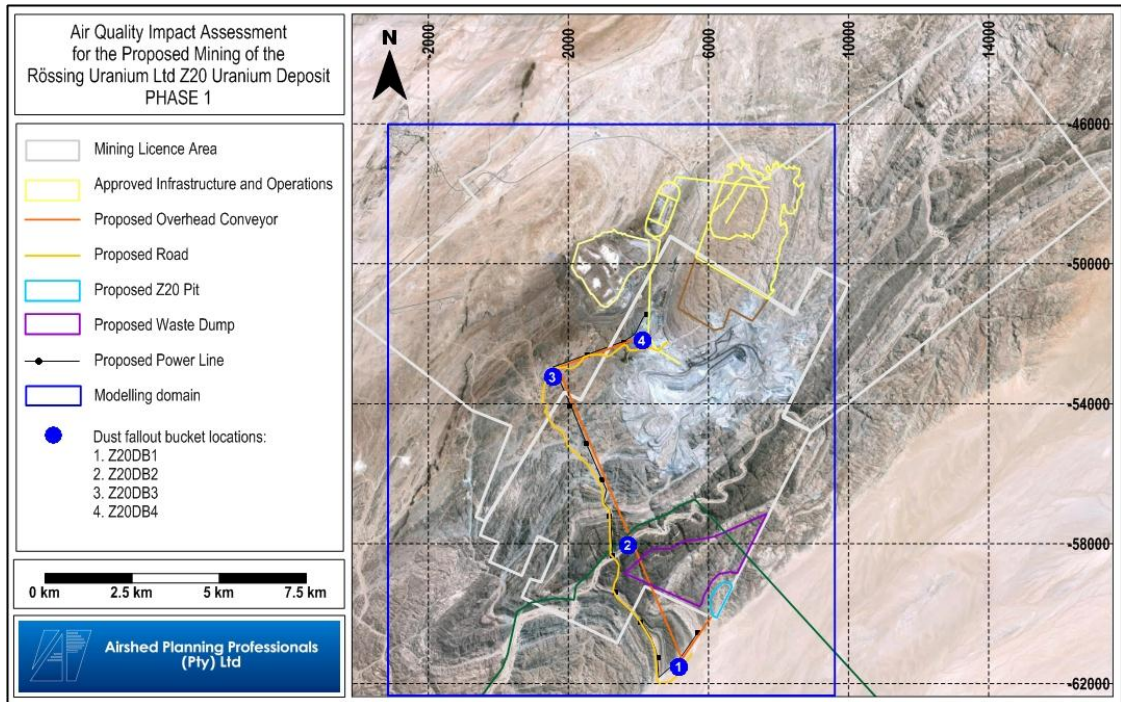 Air Quality Impact Assessment
for the Proposed Mining of the
Rössing Uranium Ltd Z20 Uranium Deposit
PHASE 1
Mining Licence Area
Approved Infrastructure and Operations
Proposed Overhead Conveyor
Proposed Road
Proposed Z20 Pit
Proposed Waste Dump
Proposed Power Line
Modelling domain
Dust fallout bucket locations:
1. Z20DB1
2. Z20DB2
3. Z20DB3
4. Z20DB4
0 km 2.5 km 5 km 7.5 km
Airshed Planning Professionals
(Pty) Ltd
N
-2000
2000
6000
10000
14000
-46000
-50000
-54000
-58000
-62000
4
3
2
1